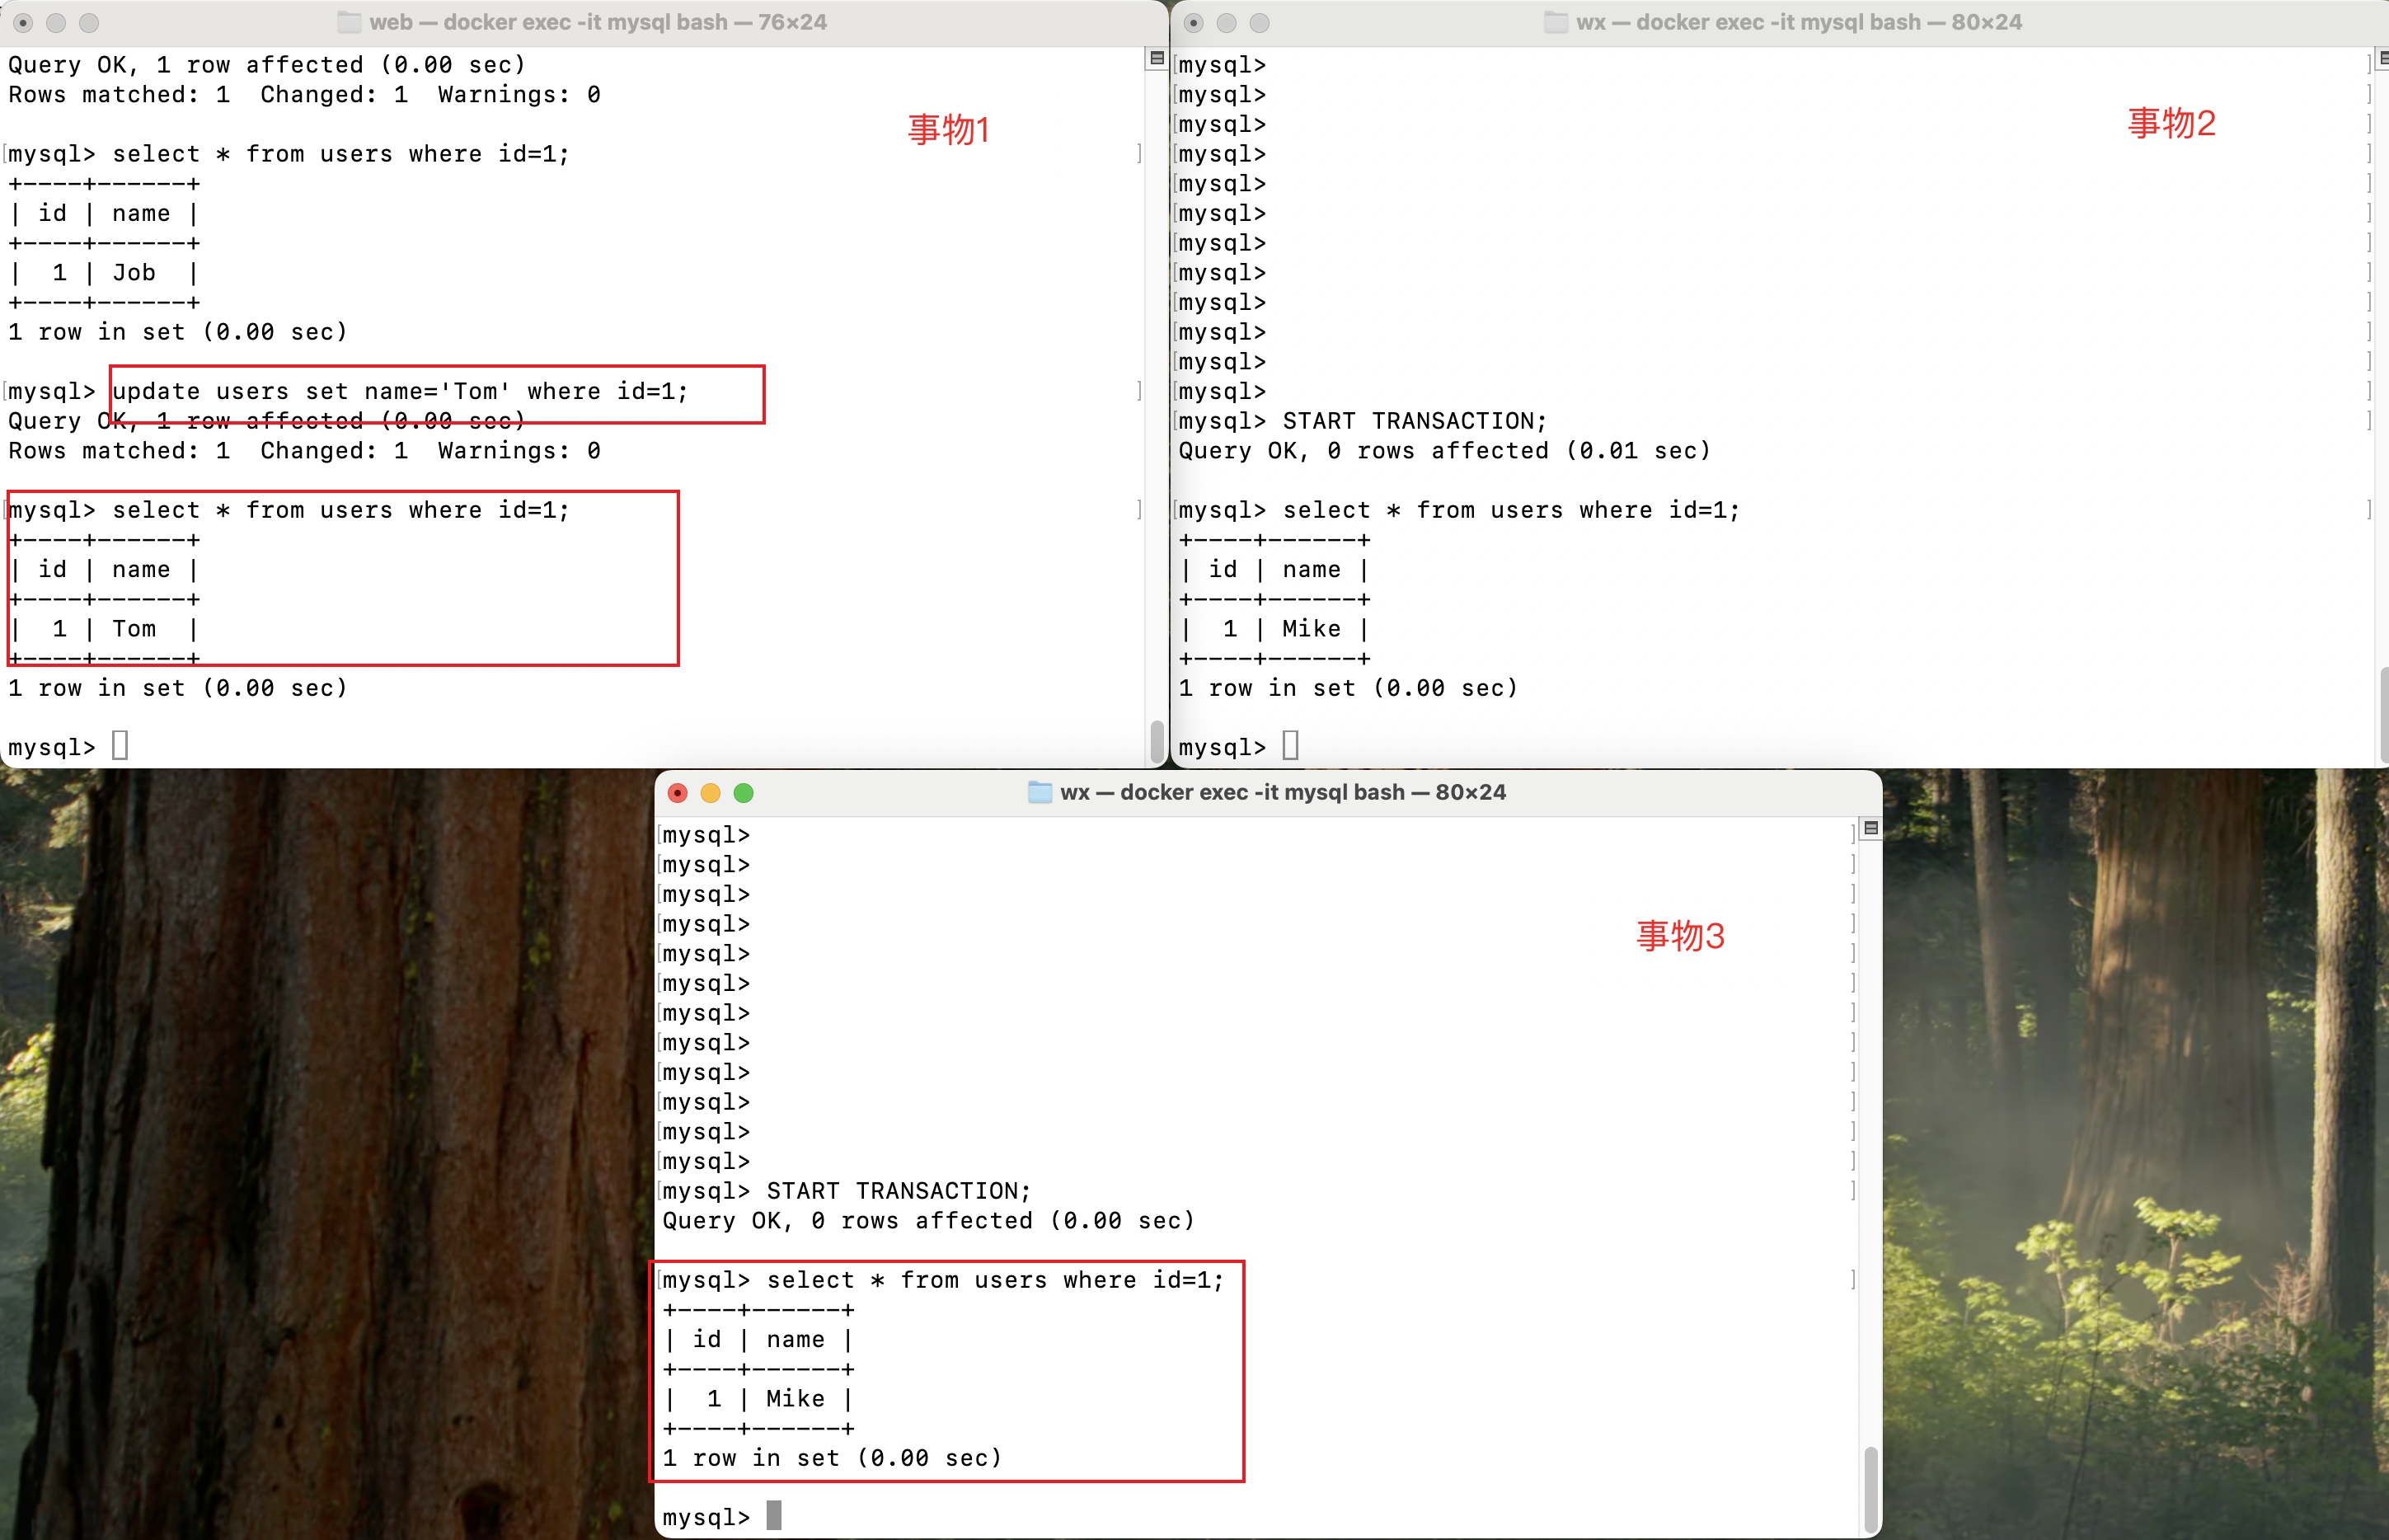 web — docker exec -it mysql bash — 76×24
Query OK, 1 row affected (0.00 sec)
Rows matched: 1  Changed: 1  Warnings: 0
事物1
mysql> select * from users where id=1;
+----+------+
| id | name |
+----+------+
|  1 | Job  |
+----+------+
1 row in set (0.00 sec)
mysql> update users set name='Tom' where id=1;
Query OK, 1 row affected (0.00 sec)
Rows matched: 1  Changed: 1  Warnings: 0
mysql> select * from users where id=1;
+----+------+
| id | name |
+----+------+
|  1 | Tom  |
+----+------+
1 row in set (0.00 sec)
mysql>
wx — docker exec -it mysql bash — 80×24
mysql>
mysql>
事物2
mysql>
mysql>
mysql>
mysql>
mysql>
mysql>
mysql>
mysql>
mysql>
mysql>
mysql> START TRANSACTION;
Query OK, 0 rows affected (0.01 sec)
mysql> select * from users where id=1;
+----+------+
| id | name |
+----+------+
|  1 | Mike |
+----+------+
1 row in set (0.00 sec)
mysql>
wx — docker exec -it mysql bash — 80×24
mysql>
mysql>
mysql>
mysql>
事物3
mysql>
mysql>
mysql>
mysql>
mysql>
mysql>
mysql>
mysql>
mysql> START TRANSACTION;
Query OK, 0 rows affected (0.00 sec)
mysql> select * from users where id=1;
+----+------+
| id | name |
+----+------+
|  1 | Mike |
+----+------+
1 row in set (0.00 sec)
mysql>